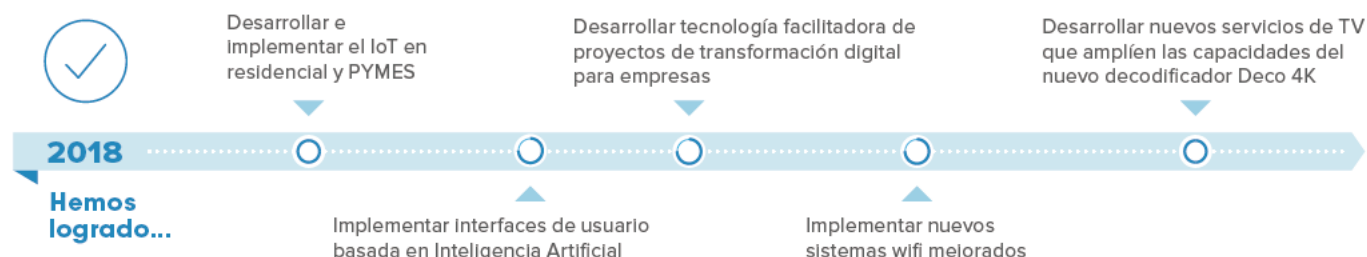 Desarrollar e
implementar el IoT en
residencial y PYMES
Desarrollar tecnología facilitadora de
proyectos de transformación digital
para empresas
Desarrollar nuevos servicios de TV
que amplíen las capacidades del
nuevo decodificador Deco 4K
2018
Hemos
logrado...
Implementar interfaces de usuario
basada en Inteligencia Artificial
Implementar nuevos
sistemas wifi mejorados